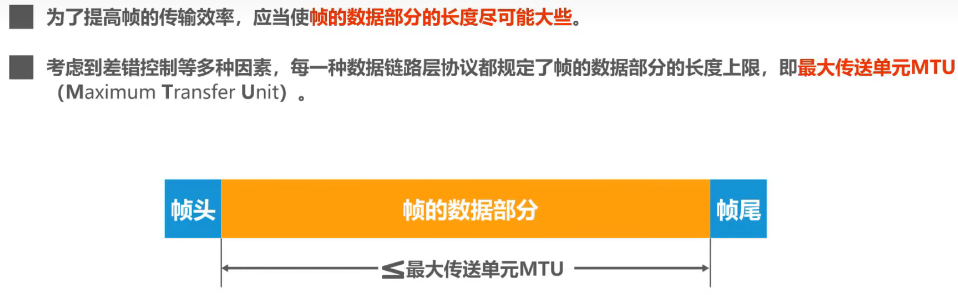 为了提高帧的传输效率，应当使帧的数据部分的长度尽可能大些。
考虑到差错控制等多种因素，每一种数据链路层协议都规定了帧的数据部分的长度上限，即最大传送单元MTU
（Maximum Transfer Unit）。
帧头 帧的数据部分 帧尾
≤最大传送单元MTU